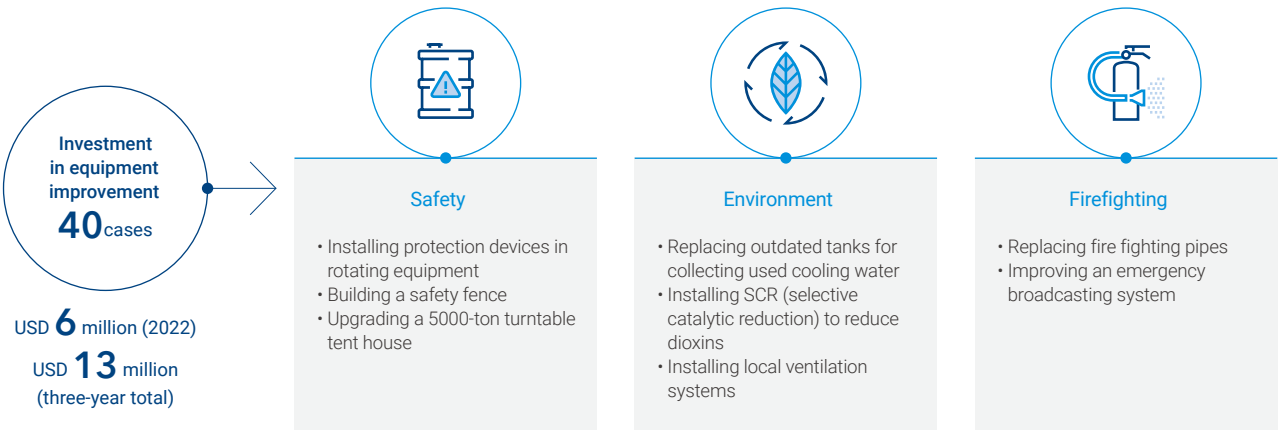 Investment
in equipment
improvement
40 cases
USD 6 million (2022)
USD 13 million
(three-year total)
Safety
• Installing protection devices in
rotating equipment
• Building a safety fence
• Upgrading a 5000-ton turntable
tent house
Environment
• Replacing outdated tanks for
collecting used cooling water
• Installing SCR (selective
catalytic reduction) to reduce
dioxins
• Installing local ventilation
systems
Firefighting
• Replacing fire fighting pipes
• Improving an emergency
broadcasting system